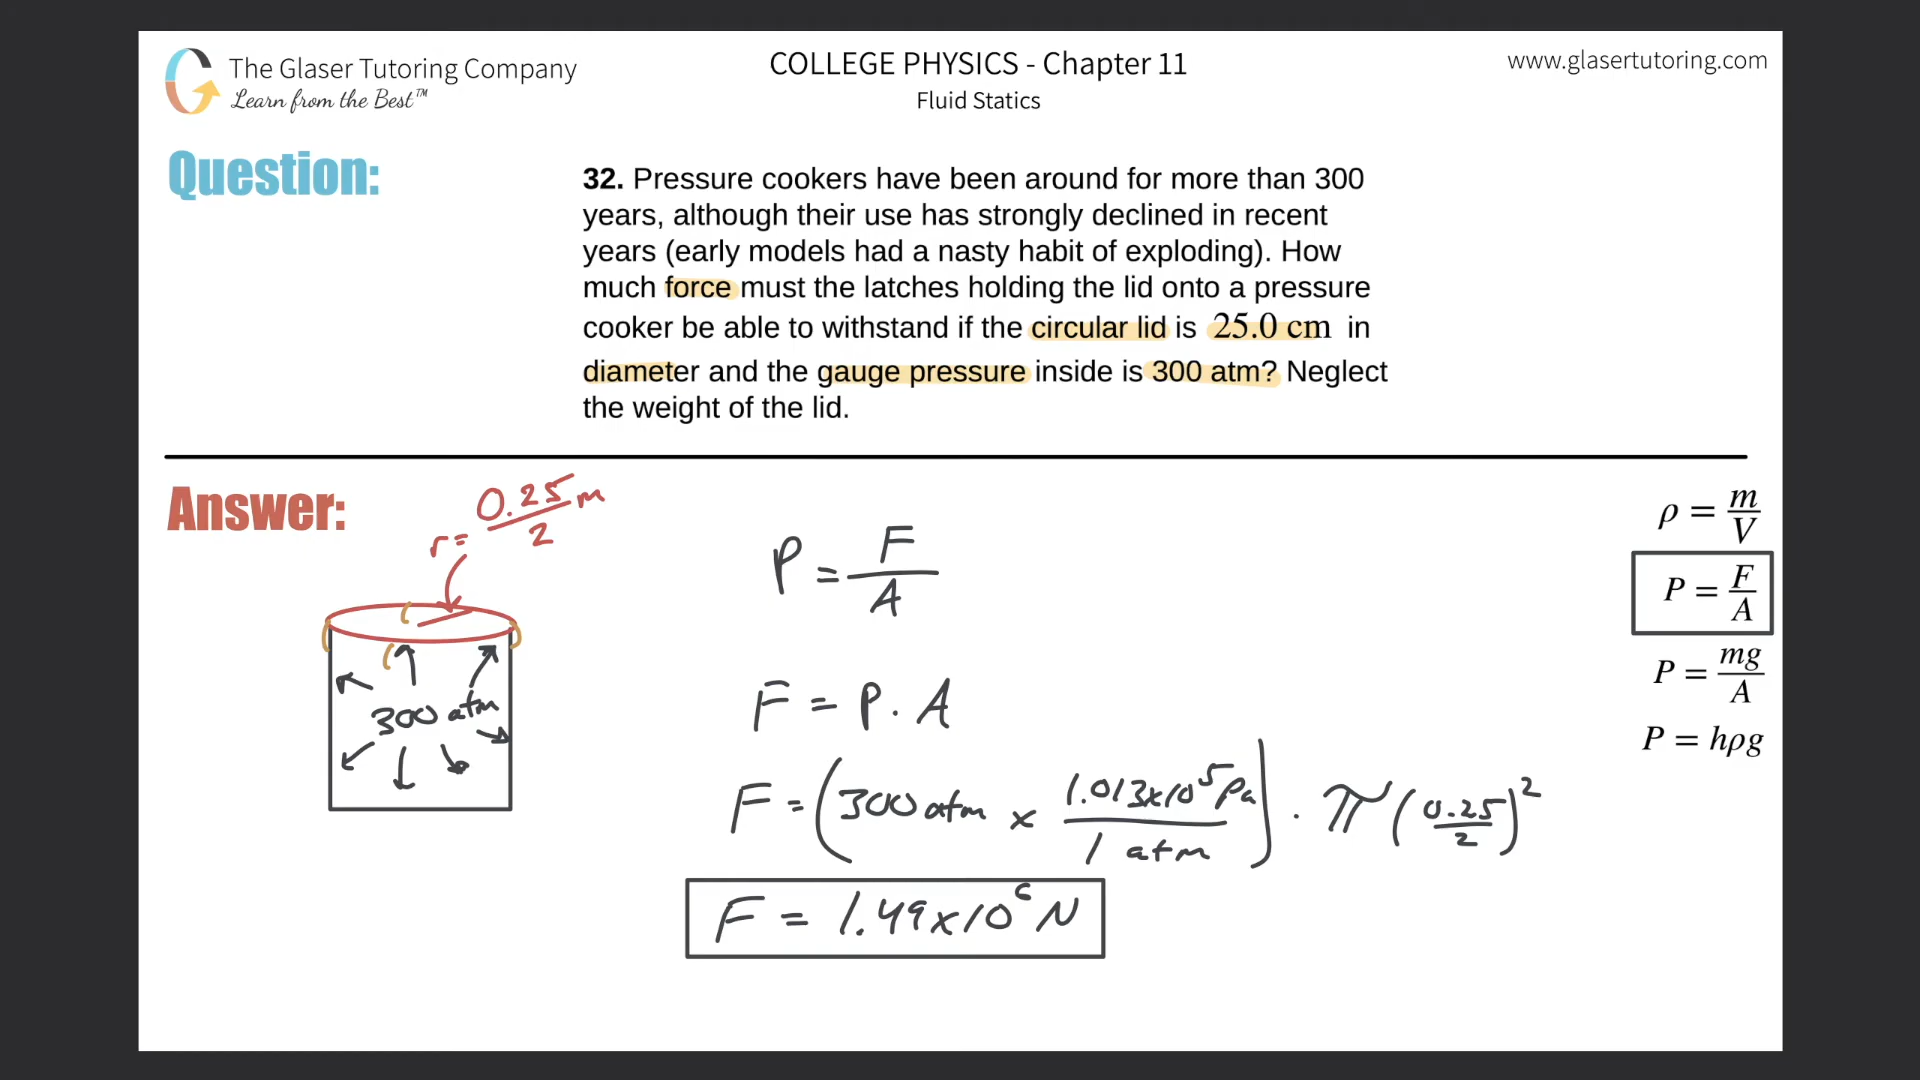 The Glaser Tutoring Company
Learn from the Best™
COLLEGE PHYSICS - Chapter 11
Fluid Statics
www.glasertutoring.com
Question:
32. Pressure cookers have been around for more than 300
years, although their use has strongly declined in recent
years (early models had a nasty habit of exploding). How
much force must the latches holding the lid onto a pressure
cooker be able to withstand if the circular lid is 25.0 cm in
diameter and the gauge pressure inside is 300 atm? Neglect
the weight of the lid.
Answer:
r = 0.25 m / 2
300 atm
P = F / A
F = P · A
F = (300 atm × 1.013×10⁵ Pa / 1 atm) · π (0.25 / 2)²
F = 1.49×10⁶ N
ρ = m / V
P = F / A
P = mg / A
P = hρg